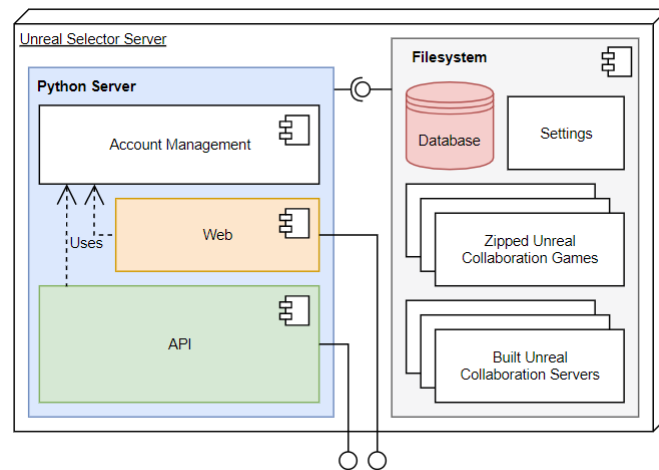 Unreal Selector Server
Python Server
Account Management
Uses
Web
API
Filesystem
Database
Settings
Zipped Unreal
Collaboration Games
Built Unreal
Collaboration Servers